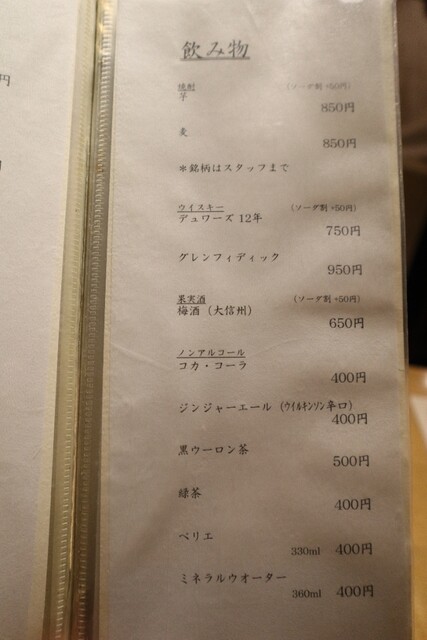 飲み物
焼酎 (ソーダ割 +50円)
芋
850円
麦
850円
＊銘柄はスタッフまで
ウイスキー (ソーダ割 +50円)
デュワーズ 12年
750円
グレンフィディック
950円
果実酒 (ソーダ割 +50円)
梅酒（大信州）
650円
ノンアルコール
コカ・コーラ
400円
ジンジャーエール（ウイルキンソン辛口）
400円
黒ウーロン茶
500円
緑茶
400円
ペリエ
330ml 400円
ミネラルウオーター
360ml 400円
円